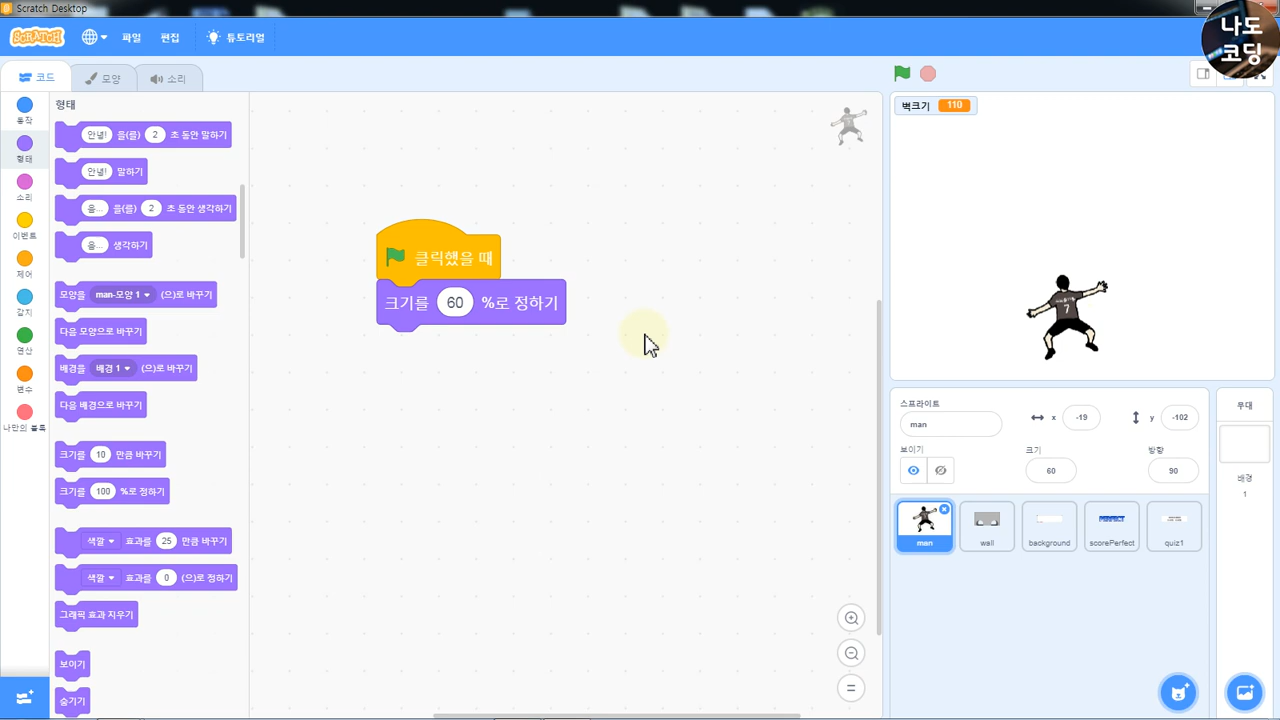 Scratch Desktop
SCRATCH
파일
편집
튜토리얼
나도
코딩
코드
모양
소리
형태
동작
형태
소리
이벤트
제어
감지
연산
변수
나만의 블록
안녕! 을(를) 2 초 동안 말하기
안녕! 말하기
음... 을(를) 2 초 동안 생각하기
음... 생각하기
모양을 man-모양 1 (으)로 바꾸기
다음 모양으로 바꾸기
배경을 배경 1 (으)로 바꾸기
다음 배경으로 바꾸기
크기를 10 만큼 바꾸기
크기를 100 %로 정하기
색깔 효과를 25 만큼 바꾸기
색깔 효과를 0 (으)로 정하기
그래픽 효과 지우기
보이기
숨기기
클릭했을 때
크기를 60 %로 정하기
벽크기 110
7
스프라이트
man
x -19
y -102
보이기
크기
60
방향
90
man
wall
background
PERFECT
scorePerfect
quiz1
무대
배경
1